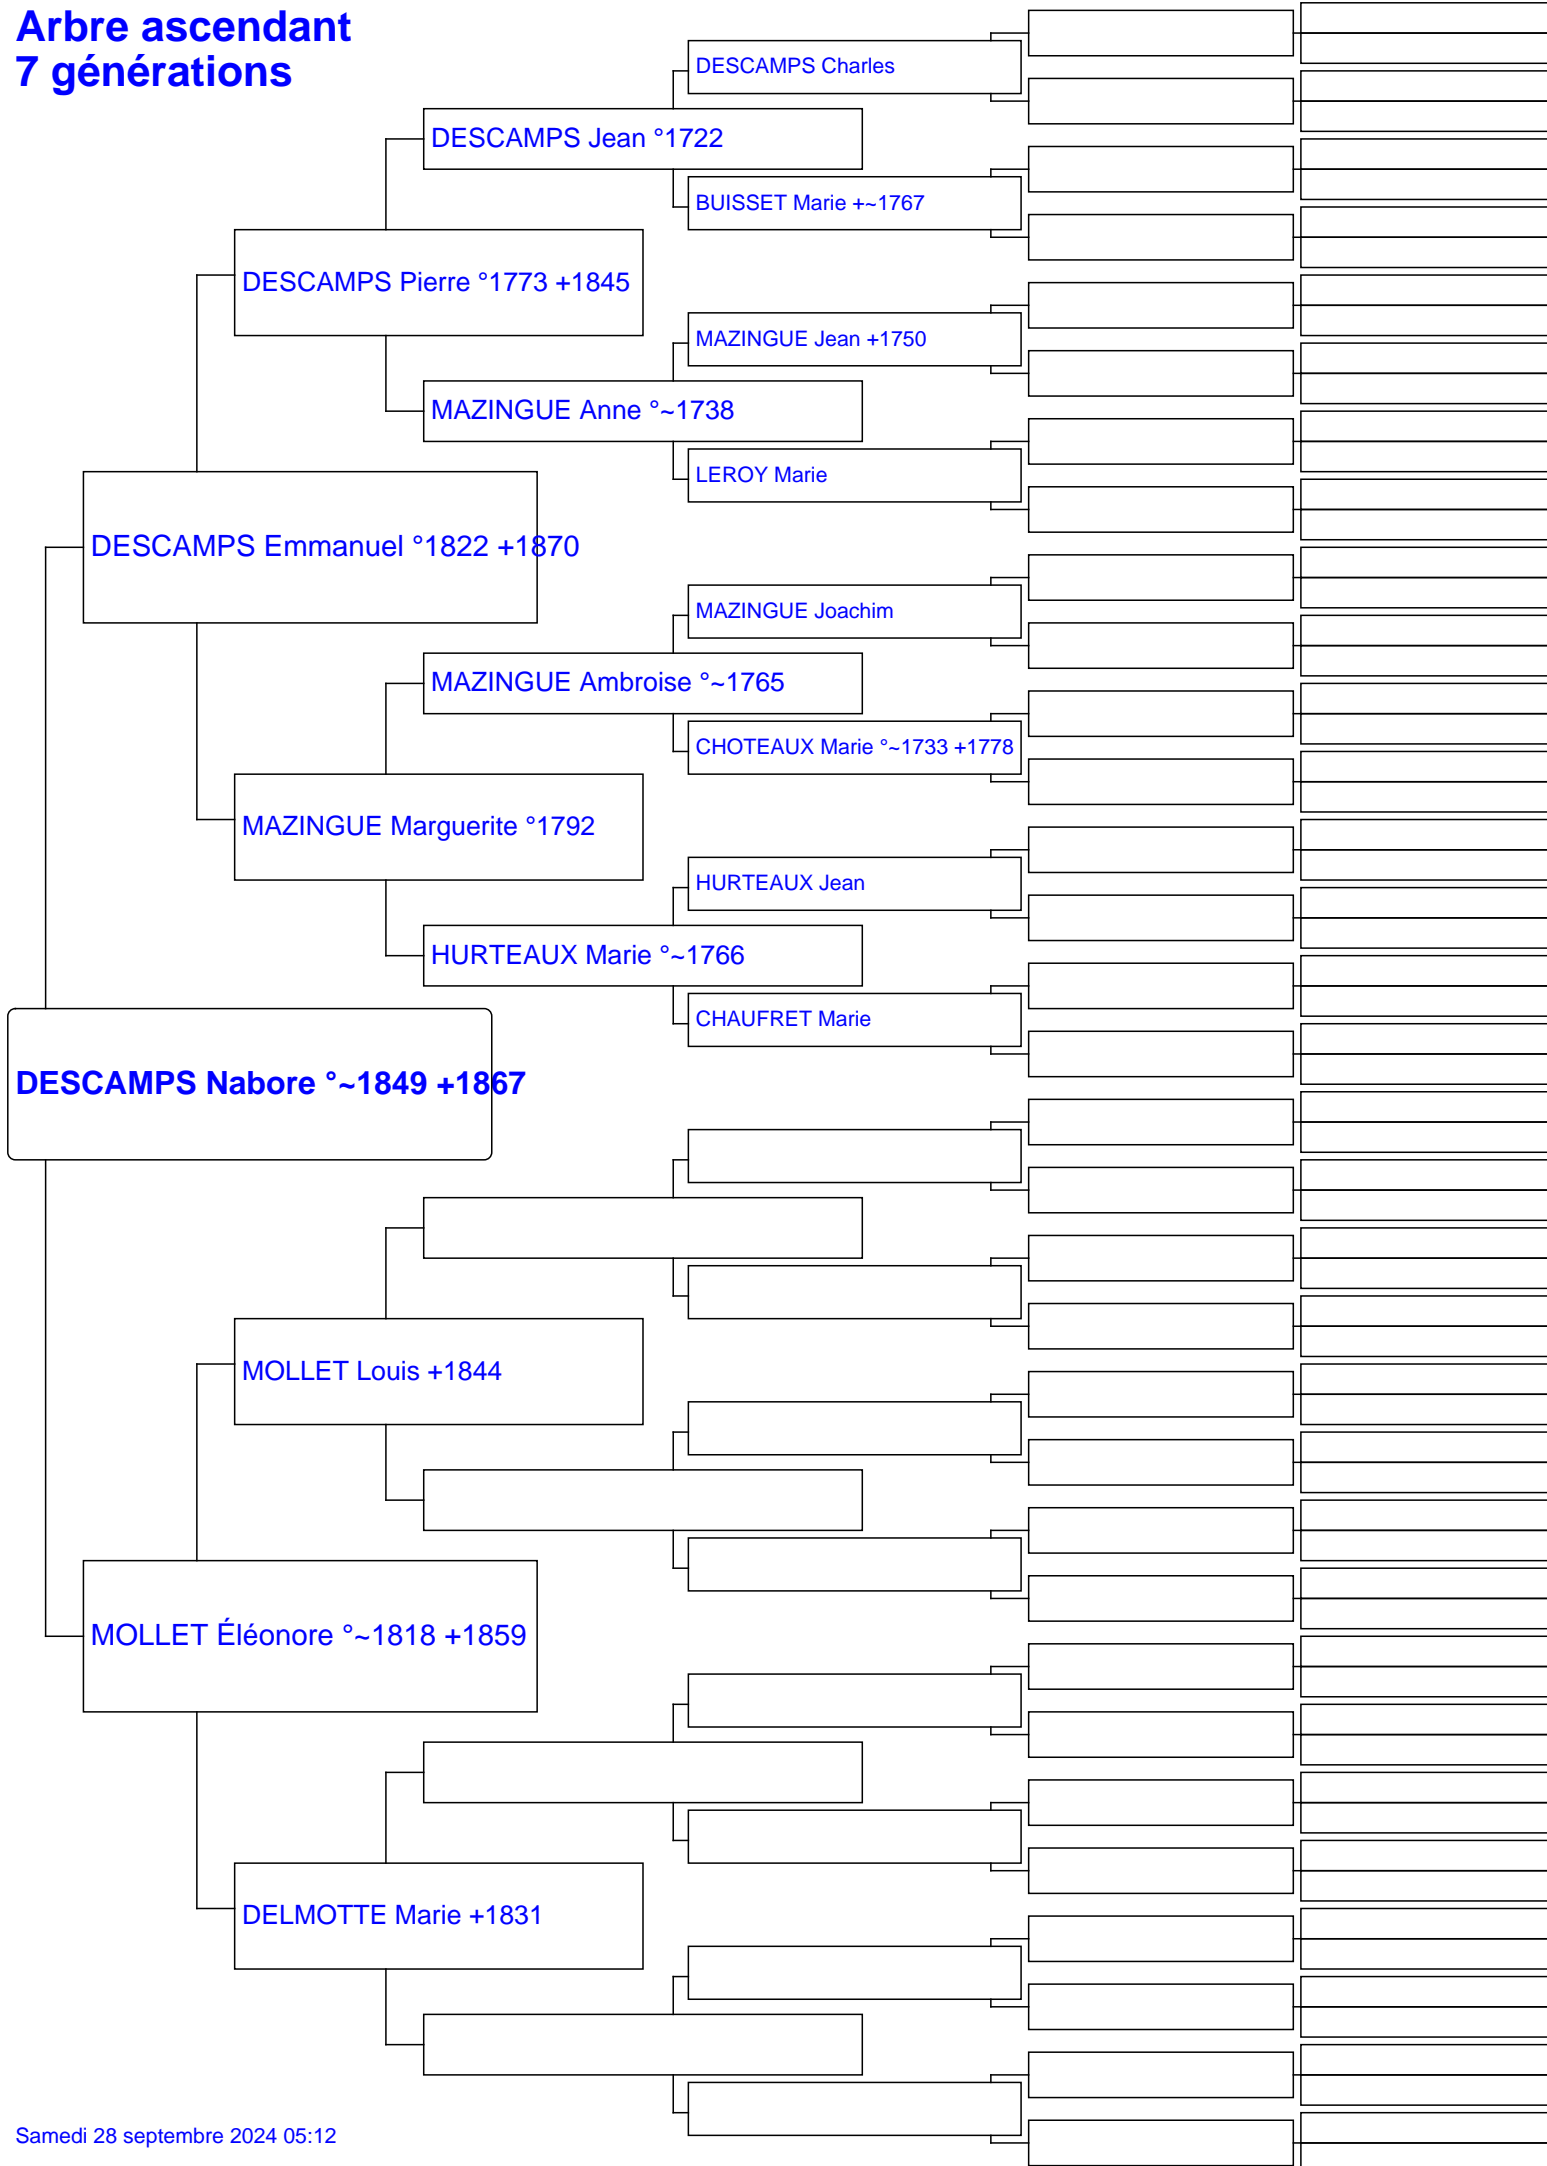 Arbre ascendant
7 générations
DESCAMPS Charles
DESCAMPS Jean °1722
BUISSET Marie +~1767
DESCAMPS Pierre °1773 +1845
MAZINGUE Jean +1750
MAZINGUE Anne °~1738
LEROY Marie
DESCAMPS Emmanuel °1822 +1870
MAZINGUE Joachim
MAZINGUE Ambroise °~1765
CHOTEAUX Marie °~1733 +1778
MAZINGUE Marguerite °1792
HURTEAUX Jean
HURTEAUX Marie °~1766
CHAUFRET Marie
DESCAMPS Nabore °~1849 +1867
MOLLET Louis +1844
MOLLET Éléonore °~1818 +1859
DELMOTTE Marie +1831
Samedi 28 septembre 2024 05:12